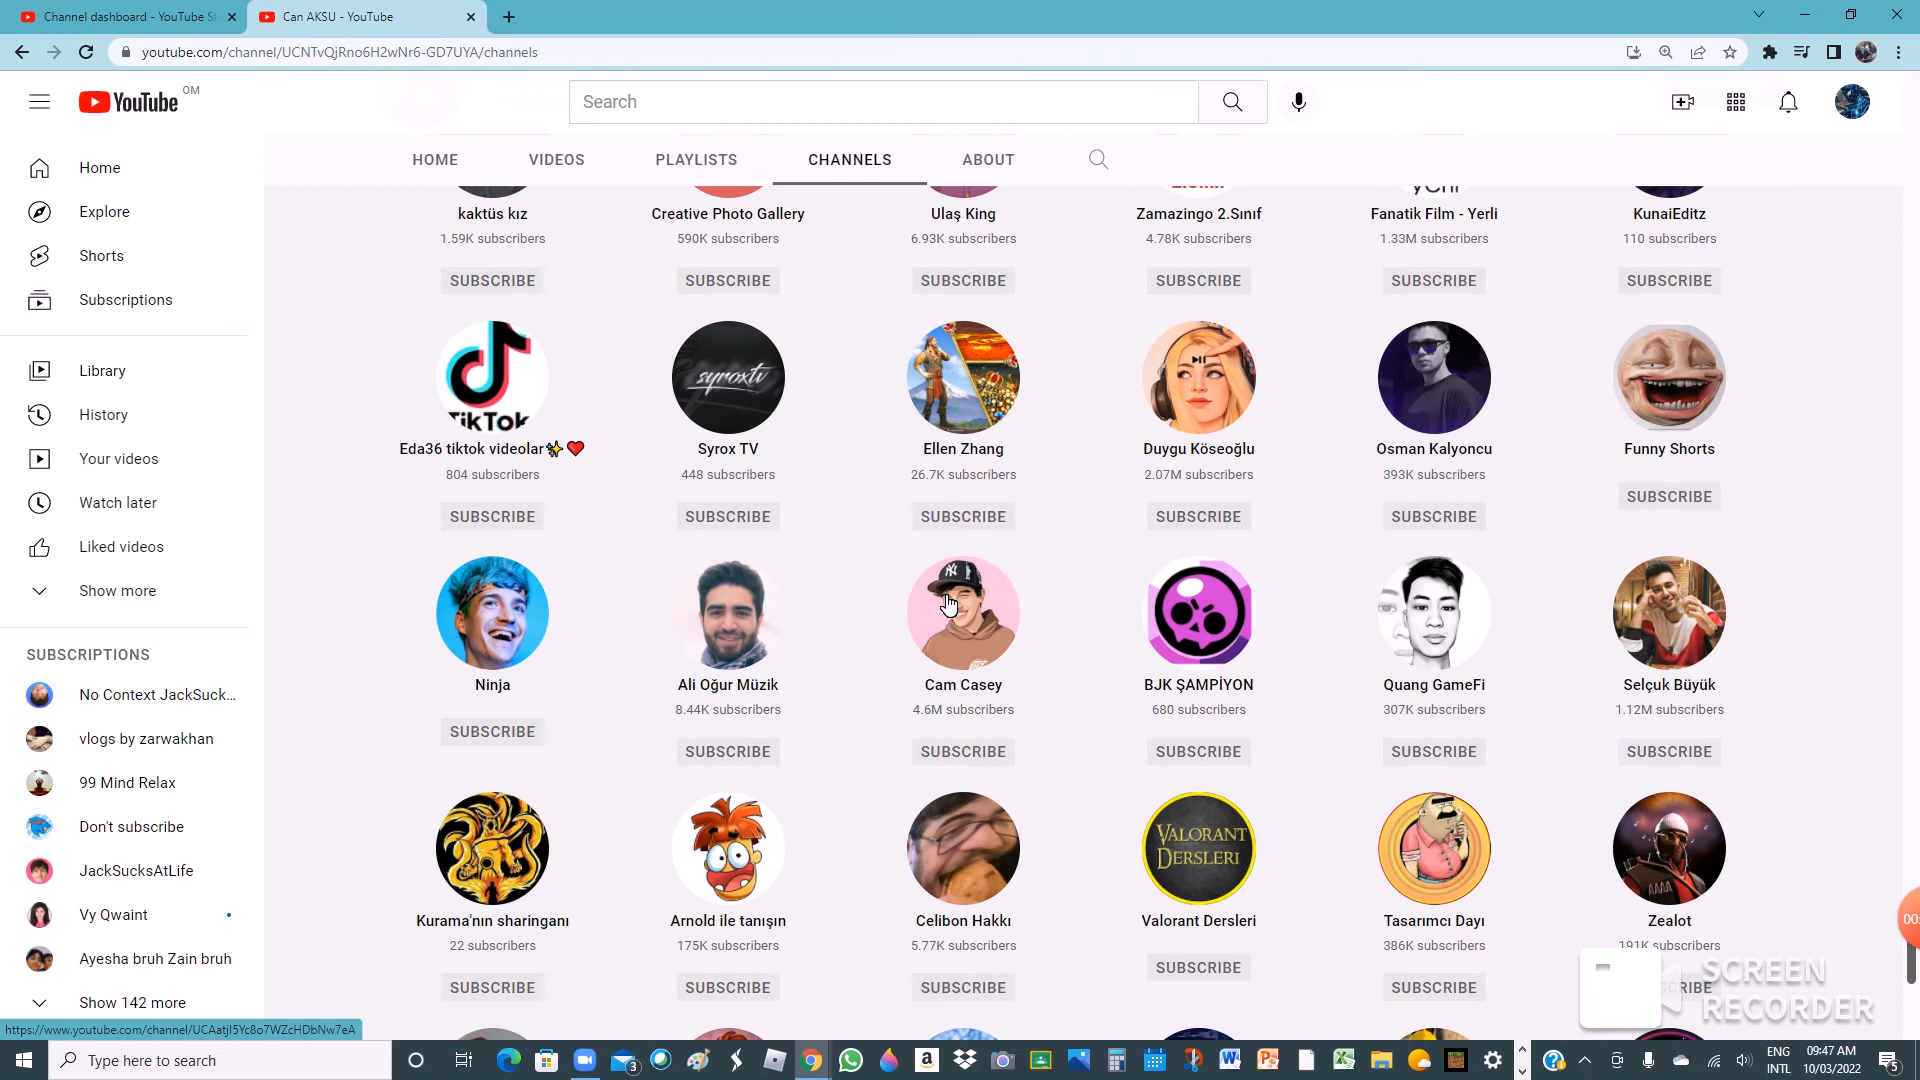 Channel dashboard - YouTube St
Can AKSU - YouTube
youtube.com/channel/UCNTvQjRno6H2wNr6-GD7UYA/channels
YouTube OM
Search
HOME VIDEOS PLAYLISTS CHANNELS ABOUT
Home
Explore
Shorts
Subscriptions
Library
History
Your videos
Watch later
Liked videos
Show more
SUBSCRIPTIONS
No Context JackSuck...
vlogs by zarwakhan
99 Mind Relax
Don't subscribe
JackSucksAtLife
Vy Qwaint
Ayesha bruh Zain bruh
Show 142 more
kaktüs kız Creative Photo Gallery Ulaş King Zamazingo 2.Sınıf Fanatik Film - Yerli KunaiEditz
1.59K subscribers 590K subscribers 6.93K subscribers 4.78K subscribers 1.33M subscribers 110 subscribers
SUBSCRIBE SUBSCRIBE SUBSCRIBE SUBSCRIBE SUBSCRIBE SUBSCRIBE
TikTok
syroxtv
Eda36 tiktok videolar✨❤️ Syrox TV Ellen Zhang Duygu Köseoğlu Osman Kalyoncu Funny Shorts
804 subscribers 448 subscribers 26.7K subscribers 2.07M subscribers 393K subscribers
SUBSCRIBE SUBSCRIBE SUBSCRIBE SUBSCRIBE SUBSCRIBE SUBSCRIBE
Ninja Ali Oğur Müzik Cam Casey BJK ŞAMPİYON Quang GameFi Selçuk Büyük
8.44K subscribers 4.6M subscribers 680 subscribers 307K subscribers 1.12M subscribers
SUBSCRIBE SUBSCRIBE SUBSCRIBE SUBSCRIBE SUBSCRIBE SUBSCRIBE
VALORANT
DERSLERI
Kurama'nın sharinganı Arnold ile tanışın Celibon Hakkı Valorant Dersleri Tasarımcı Dayı Zealot
22 subscribers 175K subscribers 5.77K subscribers 386K subscribers 191K subscribers
SUBSCRIBE SUBSCRIBE SUBSCRIBE SUBSCRIBE SUBSCRIBE
SCREEN
RECORDER
00:
https://www.youtube.com/channel/UCAatjI5Yc8o7WZcHDbNw7eA
Type here to search
ENG
INTL
09:47 AM
10/03/2022